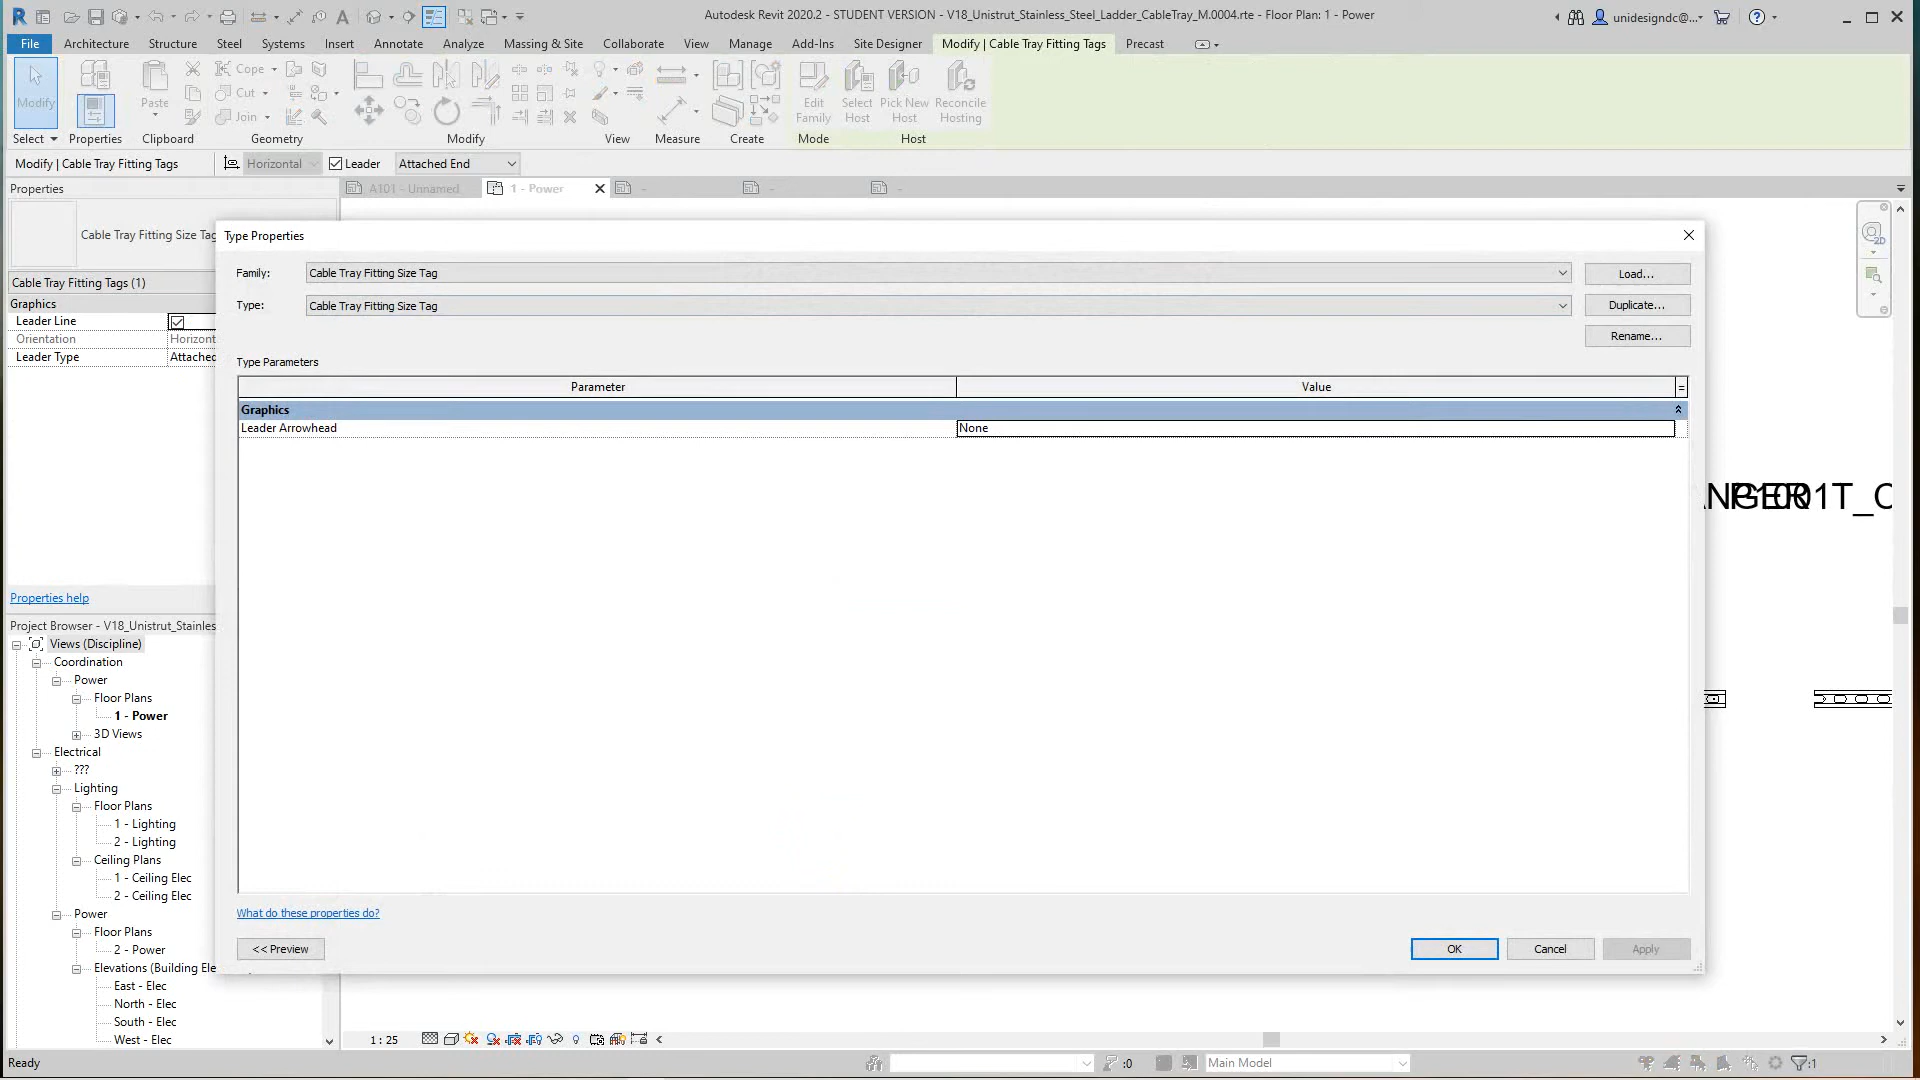 Autodesk Revit 2020.2 - STUDENT VERSION - V18_Unistrut_Stainless_Steel_Ladder_CableTray_M.0004.rte - Floor Plan: 1 - Power
unidesigndc@...
File Architecture Structure Steel Systems Insert Annotate Analyze Massing & Site Collaborate View Manage Add-Ins Site Designer Modify | Cable Tray Fitting Tags Precast
Cope
Modify Paste Cut Edit Family Select Host Pick New Host Reconcile Hosting
Join
Select Properties Clipboard Geometry Modify View Measure Create Mode Host
Modify | Cable Tray Fitting Tags Horizontal Leader Attached End
Properties A101 - Unnamed 1 - Power - - -
Cable Tray Fitting Size Tag
Cable Tray Fitting Tags (1)
Graphics
Leader Line
Orientation Horizont
Leader Type Attached
Properties help
Type Properties
Family: Cable Tray Fitting Size Tag Load...
Type: Cable Tray Fitting Size Tag Duplicate...
Rename...
Type Parameters
Parameter Value =
Graphics
Leader Arrowhead None
What do these properties do?
<< Preview OK Cancel Apply
Project Browser - V18_Unistrut_Stainles
Views (Discipline)
Coordination
Power
Floor Plans
1 - Power
3D Views
Electrical
???
Lighting
Floor Plans
1 - Lighting
2 - Lighting
Ceiling Plans
1 - Ceiling Elec
2 - Ceiling Elec
Power
Floor Plans
2 - Power
Elevations (Building Ele
East - Elec
North - Elec
South - Elec
West - Elec
1 : 25
Ready :0 Main Model :1